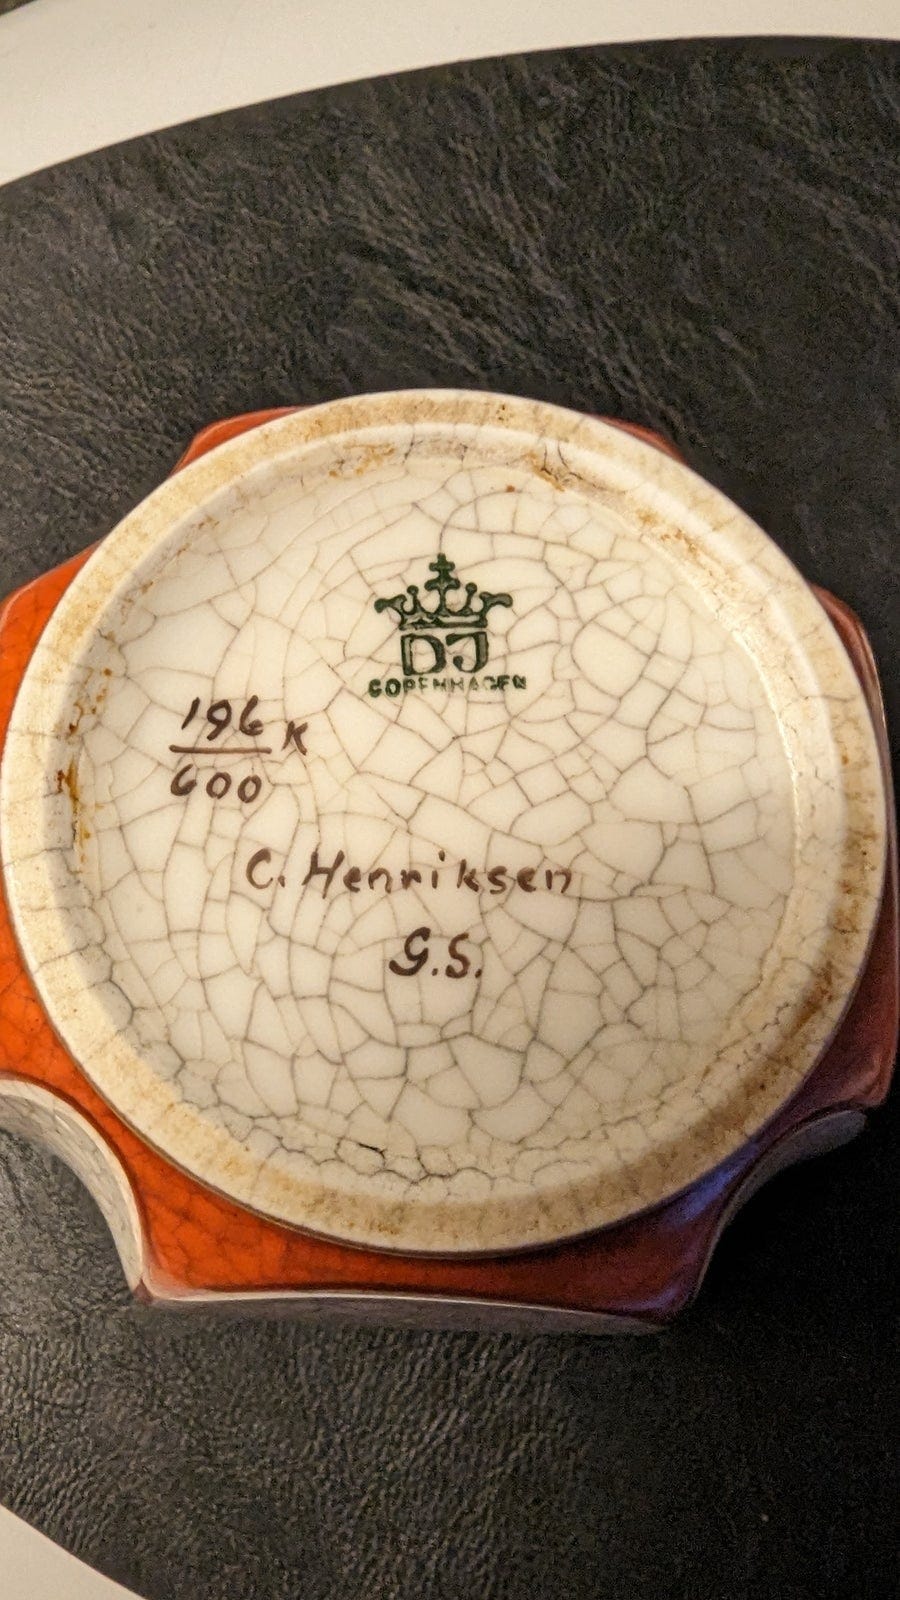 DJ
COPENHAGEN
196 K
600
C. Henriksen
G.S.